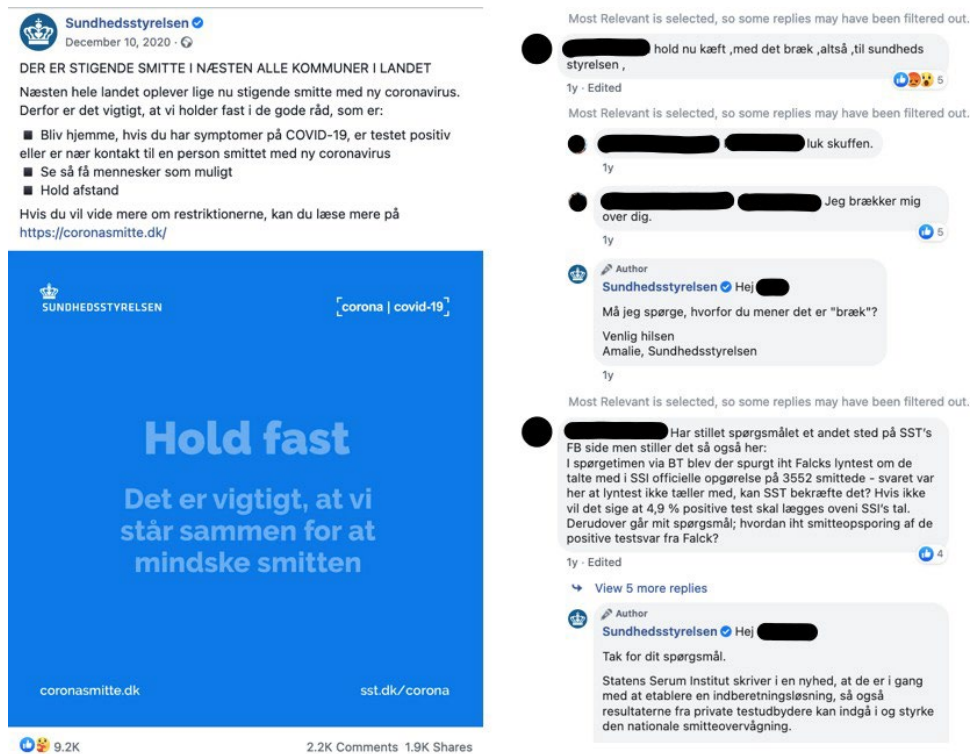 Sundhedsstyrelsen
December 10, 2020 ·
DER ER STIGENDE SMITTE I NÆSTEN ALLE KOMMUNER I LANDET
Næsten hele landet oplever lige nu stigende smitte med ny coronavirus.
Derfor er det vigtigt, at vi holder fast i de gode råd, som er:
◼ Bliv hjemme, hvis du har symptomer på COVID-19, er testet positiv
eller er nær kontakt til en person smittet med ny coronavirus
◼ Se så få mennesker som muligt
◼ Hold afstand
Hvis du vil vide mere om restriktionerne, kan du læse mere på
https://coronasmitte.dk/
SUNDHEDSSTYRELSEN
corona | covid-19
Hold fast
Det er vigtigt, at vi
står sammen for at
mindske smitten
coronasmitte.dk
sst.dk/corona
9.2K
2.2K Comments 1.9K Shares
Most Relevant is selected, so some replies may have been filtered out.
hold nu kæft ,med det bræk ,altså ,til sundheds
styrelsen ,
5
1y · Edited
Most Relevant is selected, so some replies may have been filtered out.
luk skuffen.
1y
Jeg brækker mig
over dig.
5
1y
Author
Sundhedsstyrelsen Hej
Må jeg spørge, hvorfor du mener det er "bræk"?
Venlig hilsen
Amalie, Sundhedsstyrelsen
1y
Most Relevant is selected, so some replies may have been filtered out.
Har stillet spørgsmålet et andet sted på SST's
FB side men stiller det så også her:
I spørgetimen via BT blev der spurgt iht Falcks lyntest om de
talte med i SSI officielle opgørelse på 3552 smittede - svaret var
her at lyntest ikke tæller med, kan SST bekræfte det? Hvis ikke
vil det sige at 4,9 % positive test skal lægges oveni SSI's tal.
Derudover går mit spørgsmål; hvordan iht smitteopsporing af de
positive testsvar fra Falck?
4
1y · Edited
View 5 more replies
Author
Sundhedsstyrelsen Hej
Tak for dit spørgsmål.
Statens Serum Institut skriver i en nyhed, at de er i gang
med at etablere en indberetningsløsning, så også
resultaterne fra private testudbydere kan indgå i og styrke
den nationale smitteovervågning.